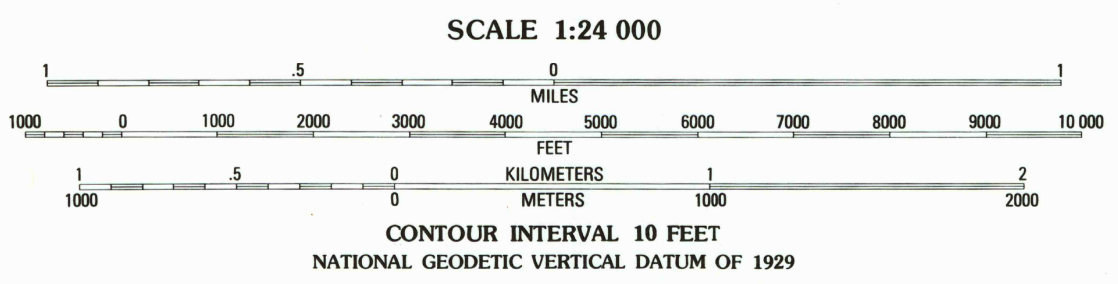 SCALE 1:24 000
1 .5 0 1
MILES
1000 0 1000 2000 3000 4000 5000 6000 7000 8000 9000 10 000
FEET
1 .5 0 KILOMETERS 1 2
1000 0 METERS 1000 2000
CONTOUR INTERVAL 10 FEET
NATIONAL GEODETIC VERTICAL DATUM OF 1929